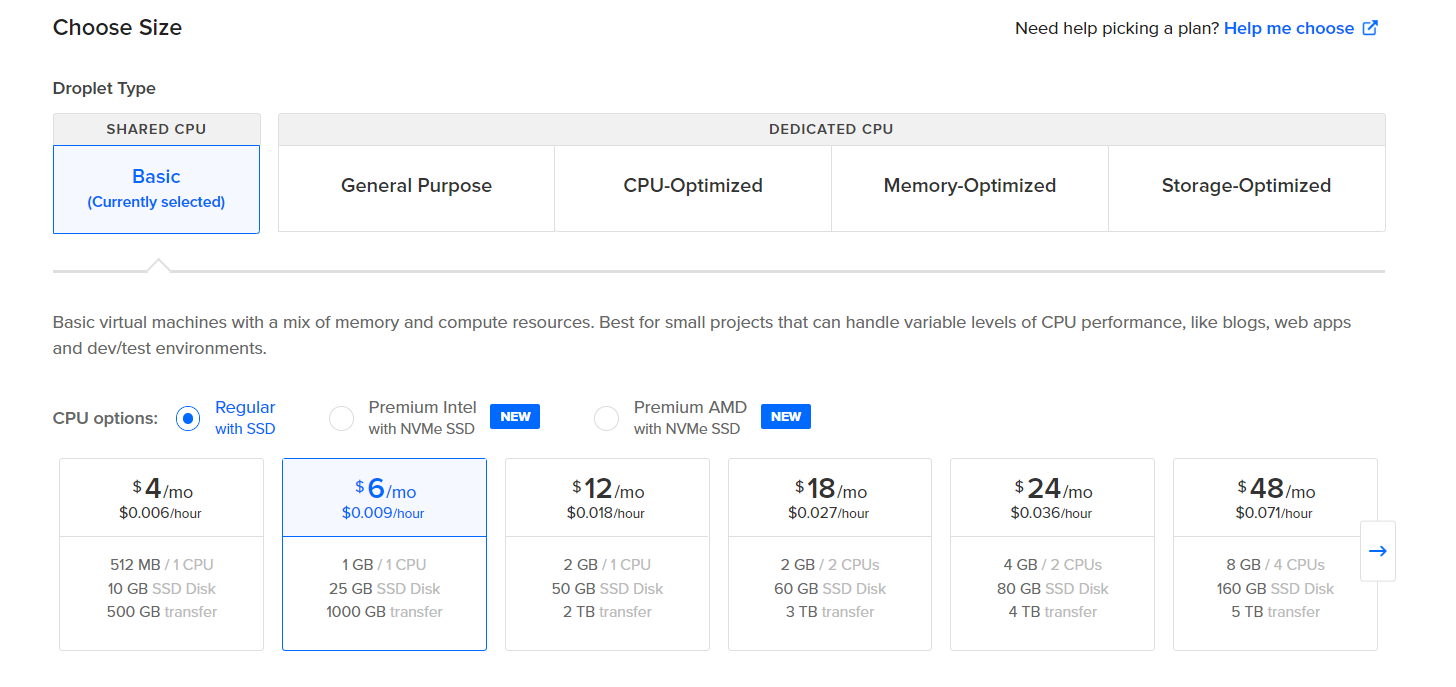 Choose Size
Need help picking a plan? Help me choose
Droplet Type
SHARED CPU
DEDICATED CPU
Basic
(Currently selected)
General Purpose
CPU-Optimized
Memory-Optimized
Storage-Optimized
Basic virtual machines with a mix of memory and compute resources. Best for small projects that can handle variable levels of CPU performance, like blogs, web apps
and dev/test environments.
CPU options:
Regular
with SSD
Premium Intel
with NVMe SSD
NEW
Premium AMD
with NVMe SSD
NEW
$4/mo
$0.006/hour
512 MB / 1 CPU
10 GB SSD Disk
500 GB transfer
$6/mo
$0.009/hour
1 GB / 1 CPU
25 GB SSD Disk
1000 GB transfer
$12/mo
$0.018/hour
2 GB / 1 CPU
50 GB SSD Disk
2 TB transfer
$18/mo
$0.027/hour
2 GB / 2 CPUs
60 GB SSD Disk
3 TB transfer
$24/mo
$0.036/hour
4 GB / 2 CPUs
80 GB SSD Disk
4 TB transfer
$48/mo
$0.071/hour
8 GB / 4 CPUs
160 GB SSD Disk
5 TB transfer